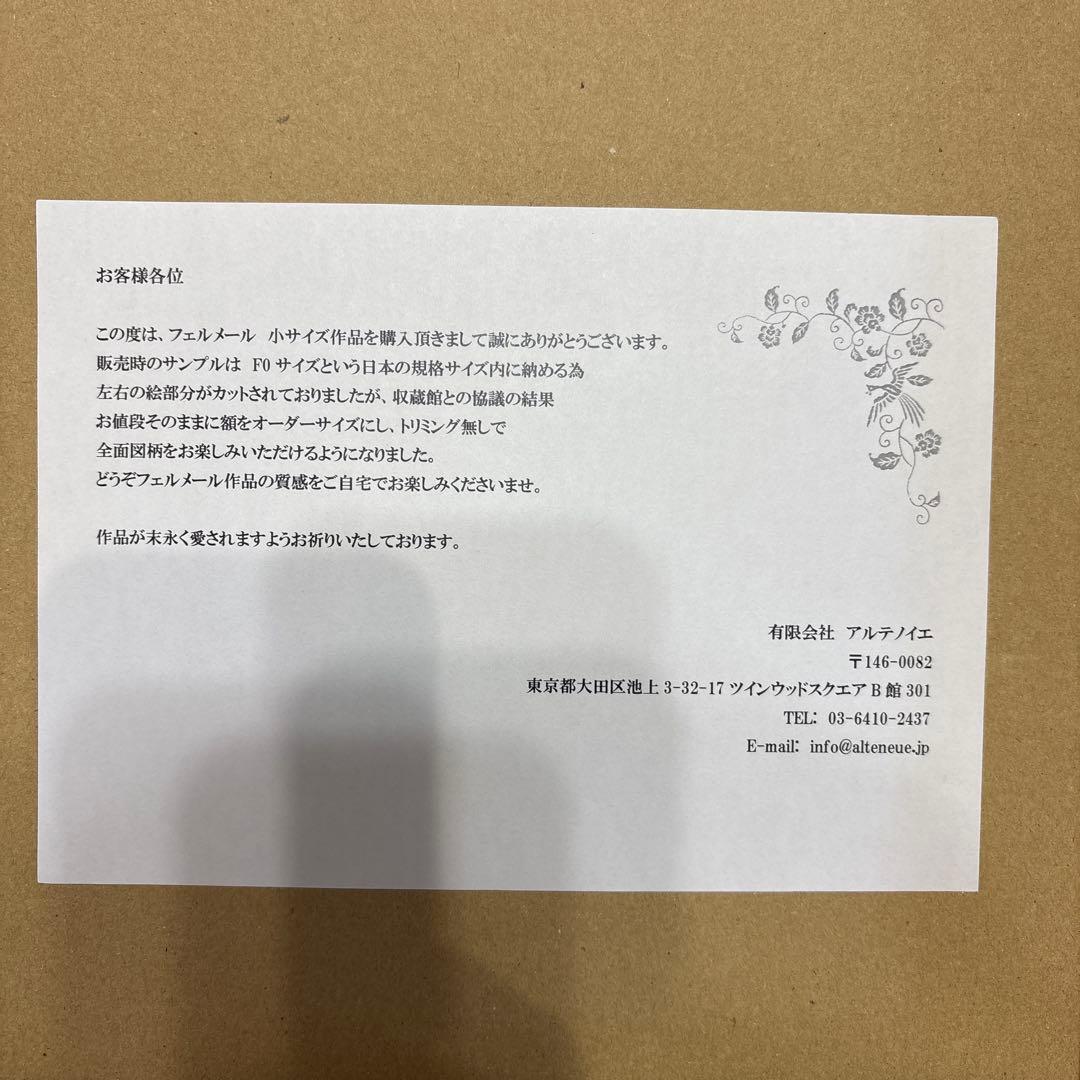 お客様各位
この度は、フェルメール　小サイズ作品を購入頂きまして誠にありがとうございます。
販売時のサンプルは　F0 サイズという日本の規格サイズ内に納める為
左右の絵部分がカットされておりましたが、収蔵館との協議の結果
お値段そのままに額をオーダーサイズにし、トリミング無しで
全面図柄をお楽しみいただけるようになりました。
どうぞフェルメール作品の質感をご自宅でお楽しみくださいませ。
作品が末永く愛されますようお祈りいたしております。
有限会社　アルテノイエ
〒146-0082
東京都大田区池上 3-32-17 ツインウッドスクエア B 館 301
TEL:　03-6410-2437
E-mail:　info@alteneue.jp